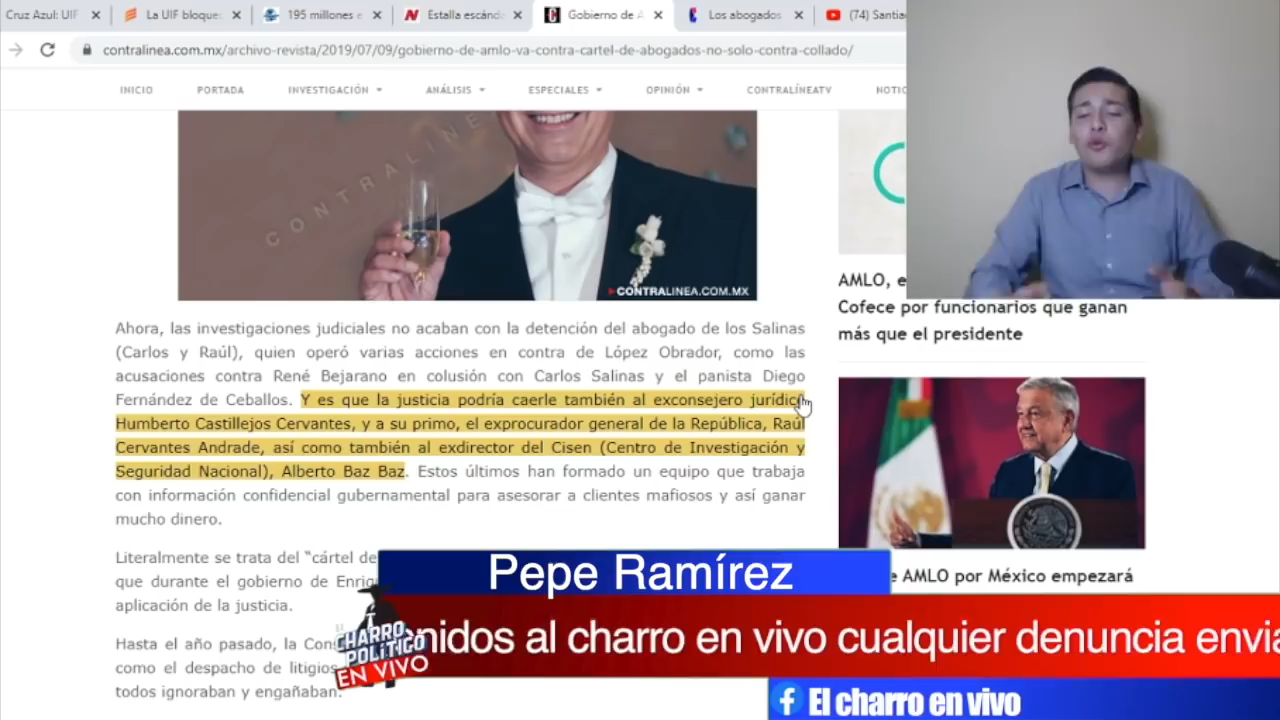 Cruz Azul: UIF
La UIF bloque
195 millones e
Estalla escánd
Gobierno de A
Los abogados
(74) Santia
contralinea.com.mx/archivo-revista/2019/07/09/gobierno-de-amlo-va-contra-cartel-de-abogados-no-solo-contra-collado/
INICIO
PORTADA
INVESTIGACIÓN
ANÁLISIS
ESPECIALES
OPINIÓN
CONTRALÍNEATV
NOTIC
CONTRALINE
CONTRALINEA.COM.MX
AMLO, e
Cofece por funcionarios que ganan
más que el presidente
Ahora, las investigaciones judiciales no acaban con la detención del abogado de los Salinas
(Carlos y Raúl), quien operó varias acciones en contra de López Obrador, como las
acusaciones contra René Bejarano en colusión con Carlos Salinas y el panista Diego
Fernández de Ceballos. Y es que la justicia podría caerle también al exconsejero jurídico
Humberto Castillejos Cervantes, y a su primo, el exprocurador general de la República, Raúl
Cervantes Andrade, así como también al exdirector del Cisen (Centro de Investigación y
Seguridad Nacional), Alberto Baz Baz. Estos últimos han formado un equipo que trabaja
con información confidencial gubernamental para asesorar a clientes mafiosos y así ganar
mucho dinero.
Literalmente se trata del “cártel de
que durante el gobierno de Enriq
aplicación de la justicia.
Hasta el año pasado, la Cons
como el despacho de litigios
todos ignoraban y engañaban.
e AMLO por México empezará
Pepe Ramírez
CHARRO
POLÍTICO
EN VIVO
nidos al charro en vivo cualquier denuncia envia
El charro en vivo